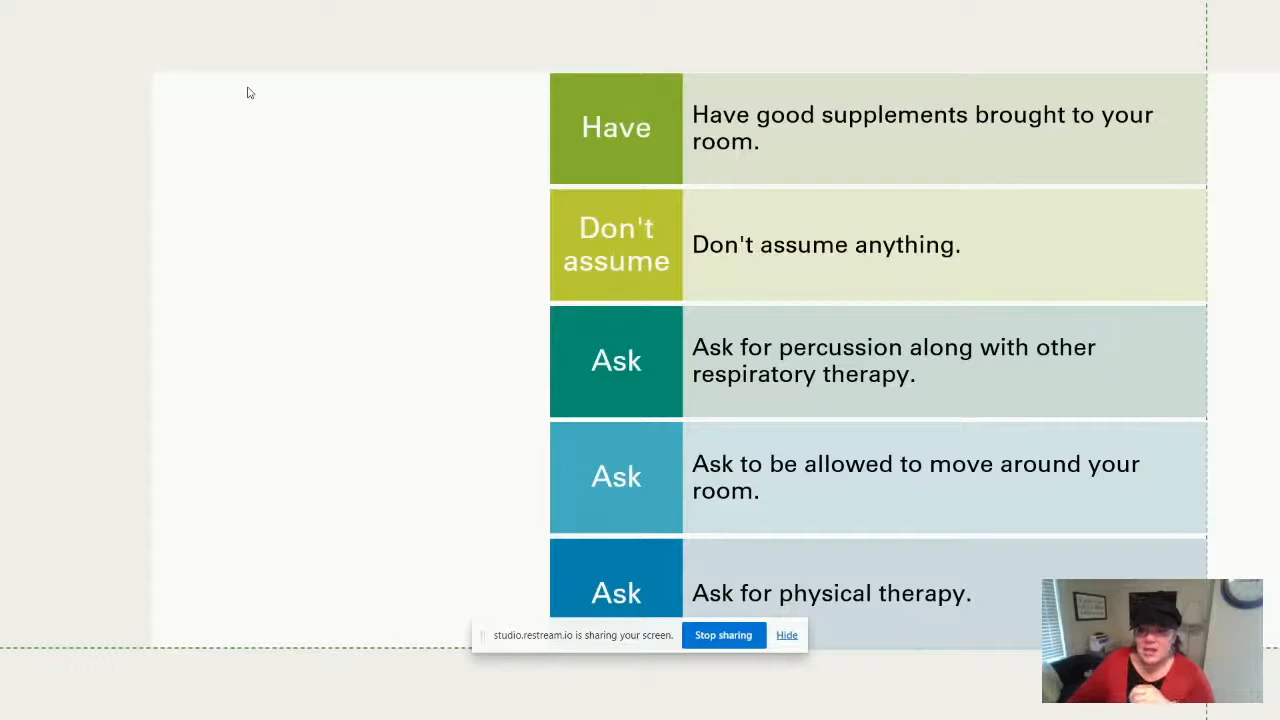 Have
Have good supplements brought to your
room.
Don't
assume
Don't assume anything.
Ask
Ask for percussion along with other
respiratory therapy.
Ask
Ask to be allowed to move around your
room.
Ask
Ask for physical therapy.
studio.restream.io is sharing your screen.
Stop sharing
Hide